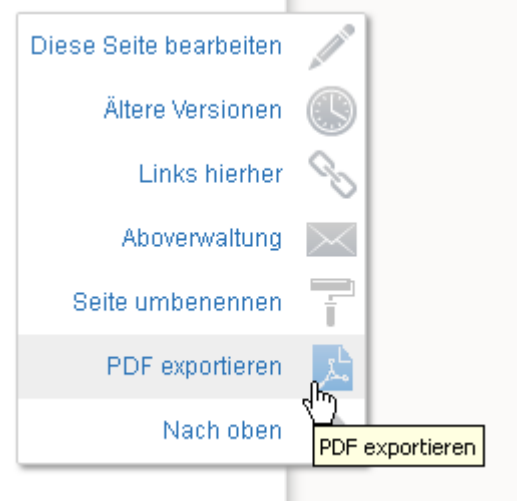 Diese Seite bearbeiten
Ältere Versionen
Links hierher
Aboverwaltung
Seite umbenennen
PDF exportieren
Nach oben
PDF exportieren